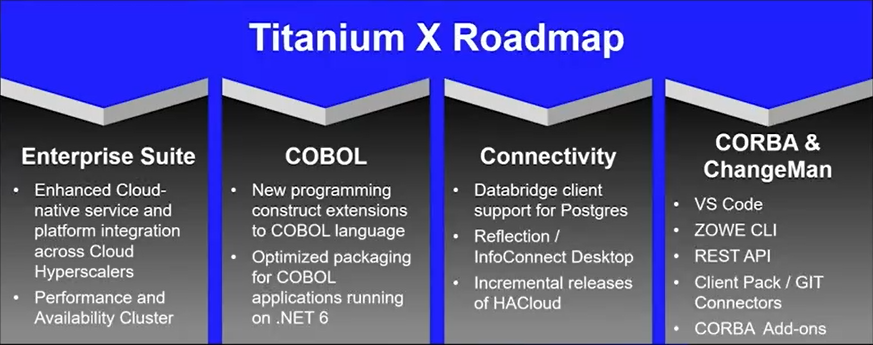 Titanium X Roadmap
Enterprise Suite
• Enhanced Cloud-
native service and
platform integration
across Cloud
Hyperscalers
• Performance and
Availability Cluster
COBOL
• New programming
construct extensions
to COBOL language
• Optimized packaging
for COBOL
applications running
on .NET 6
Connectivity
• Databridge client
support for Postgres
• Reflection /
InfoConnect Desktop
• Incremental releases
of HACloud
CORBA &
ChangeMan
• VS Code
• ZOWE CLI
• REST API
• Client Pack / GIT
Connectors
• CORBA Add-ons